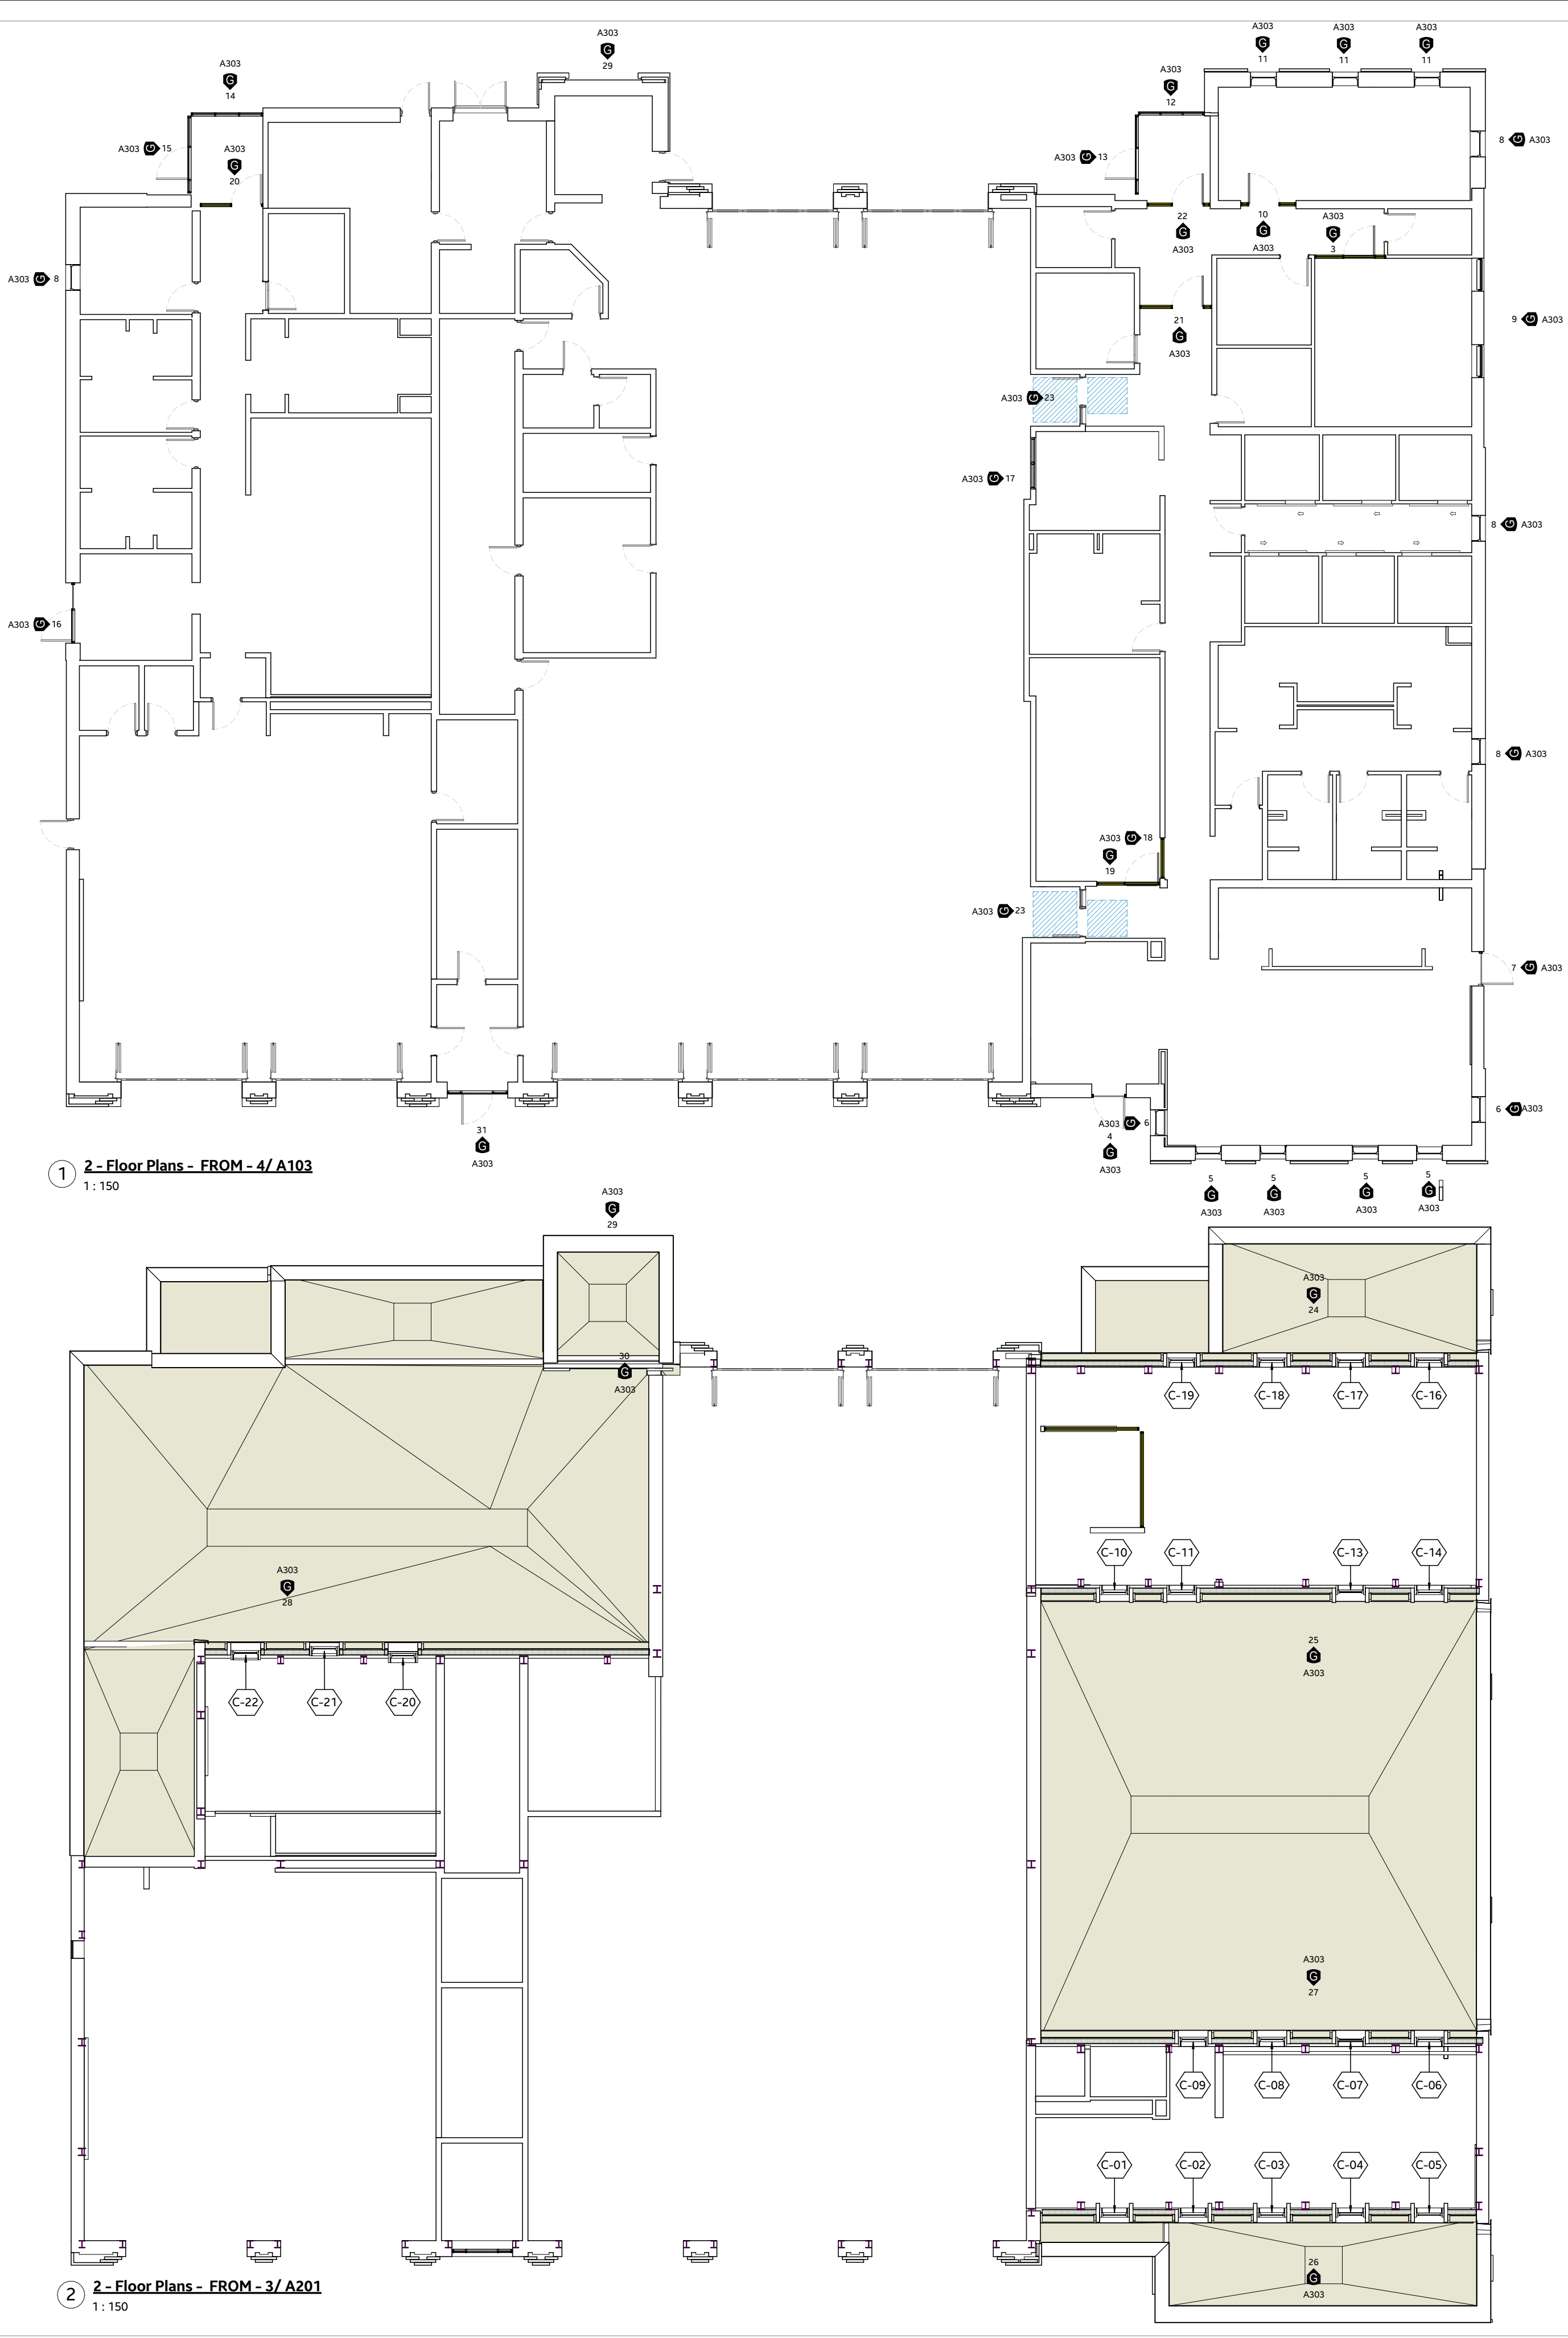 A303
G
29
A303
G
11
A303
G
11
A303
G
11
A303
G
14
A303
G
12
A303 G 15
A303
G
20
A303 G 13
8 G A303
22
G
A303
10
G
A303
A303
G
3
A303 G 8
21
G
A303
9 G A303
A303 G 23
A303 G 17
8 G A303
A303 G 16
8 G A303
A303 G 18
G
19
A303 G 23
7 G A303
6 G A303
A303 G 6
4
G
A303
31
G
A303
1 2 - Floor Plans - FROM - 4/ A103
1 : 150
5
G
A303
5
G
A303
5
G
A303
5
G
A303
A303
G
29
A303
G
24
30
G
A303
C-19
C-18
C-17
C-16
C-10
C-11
C-13
C-14
A303
G
28
25
G
A303
C-22
C-21
C-20
A303
G
27
C-09
C-08
C-07
C-06
C-01
C-02
C-03
C-04
C-05
26
G
A303
2 2 - Floor Plans - FROM - 3/ A201
1 : 150